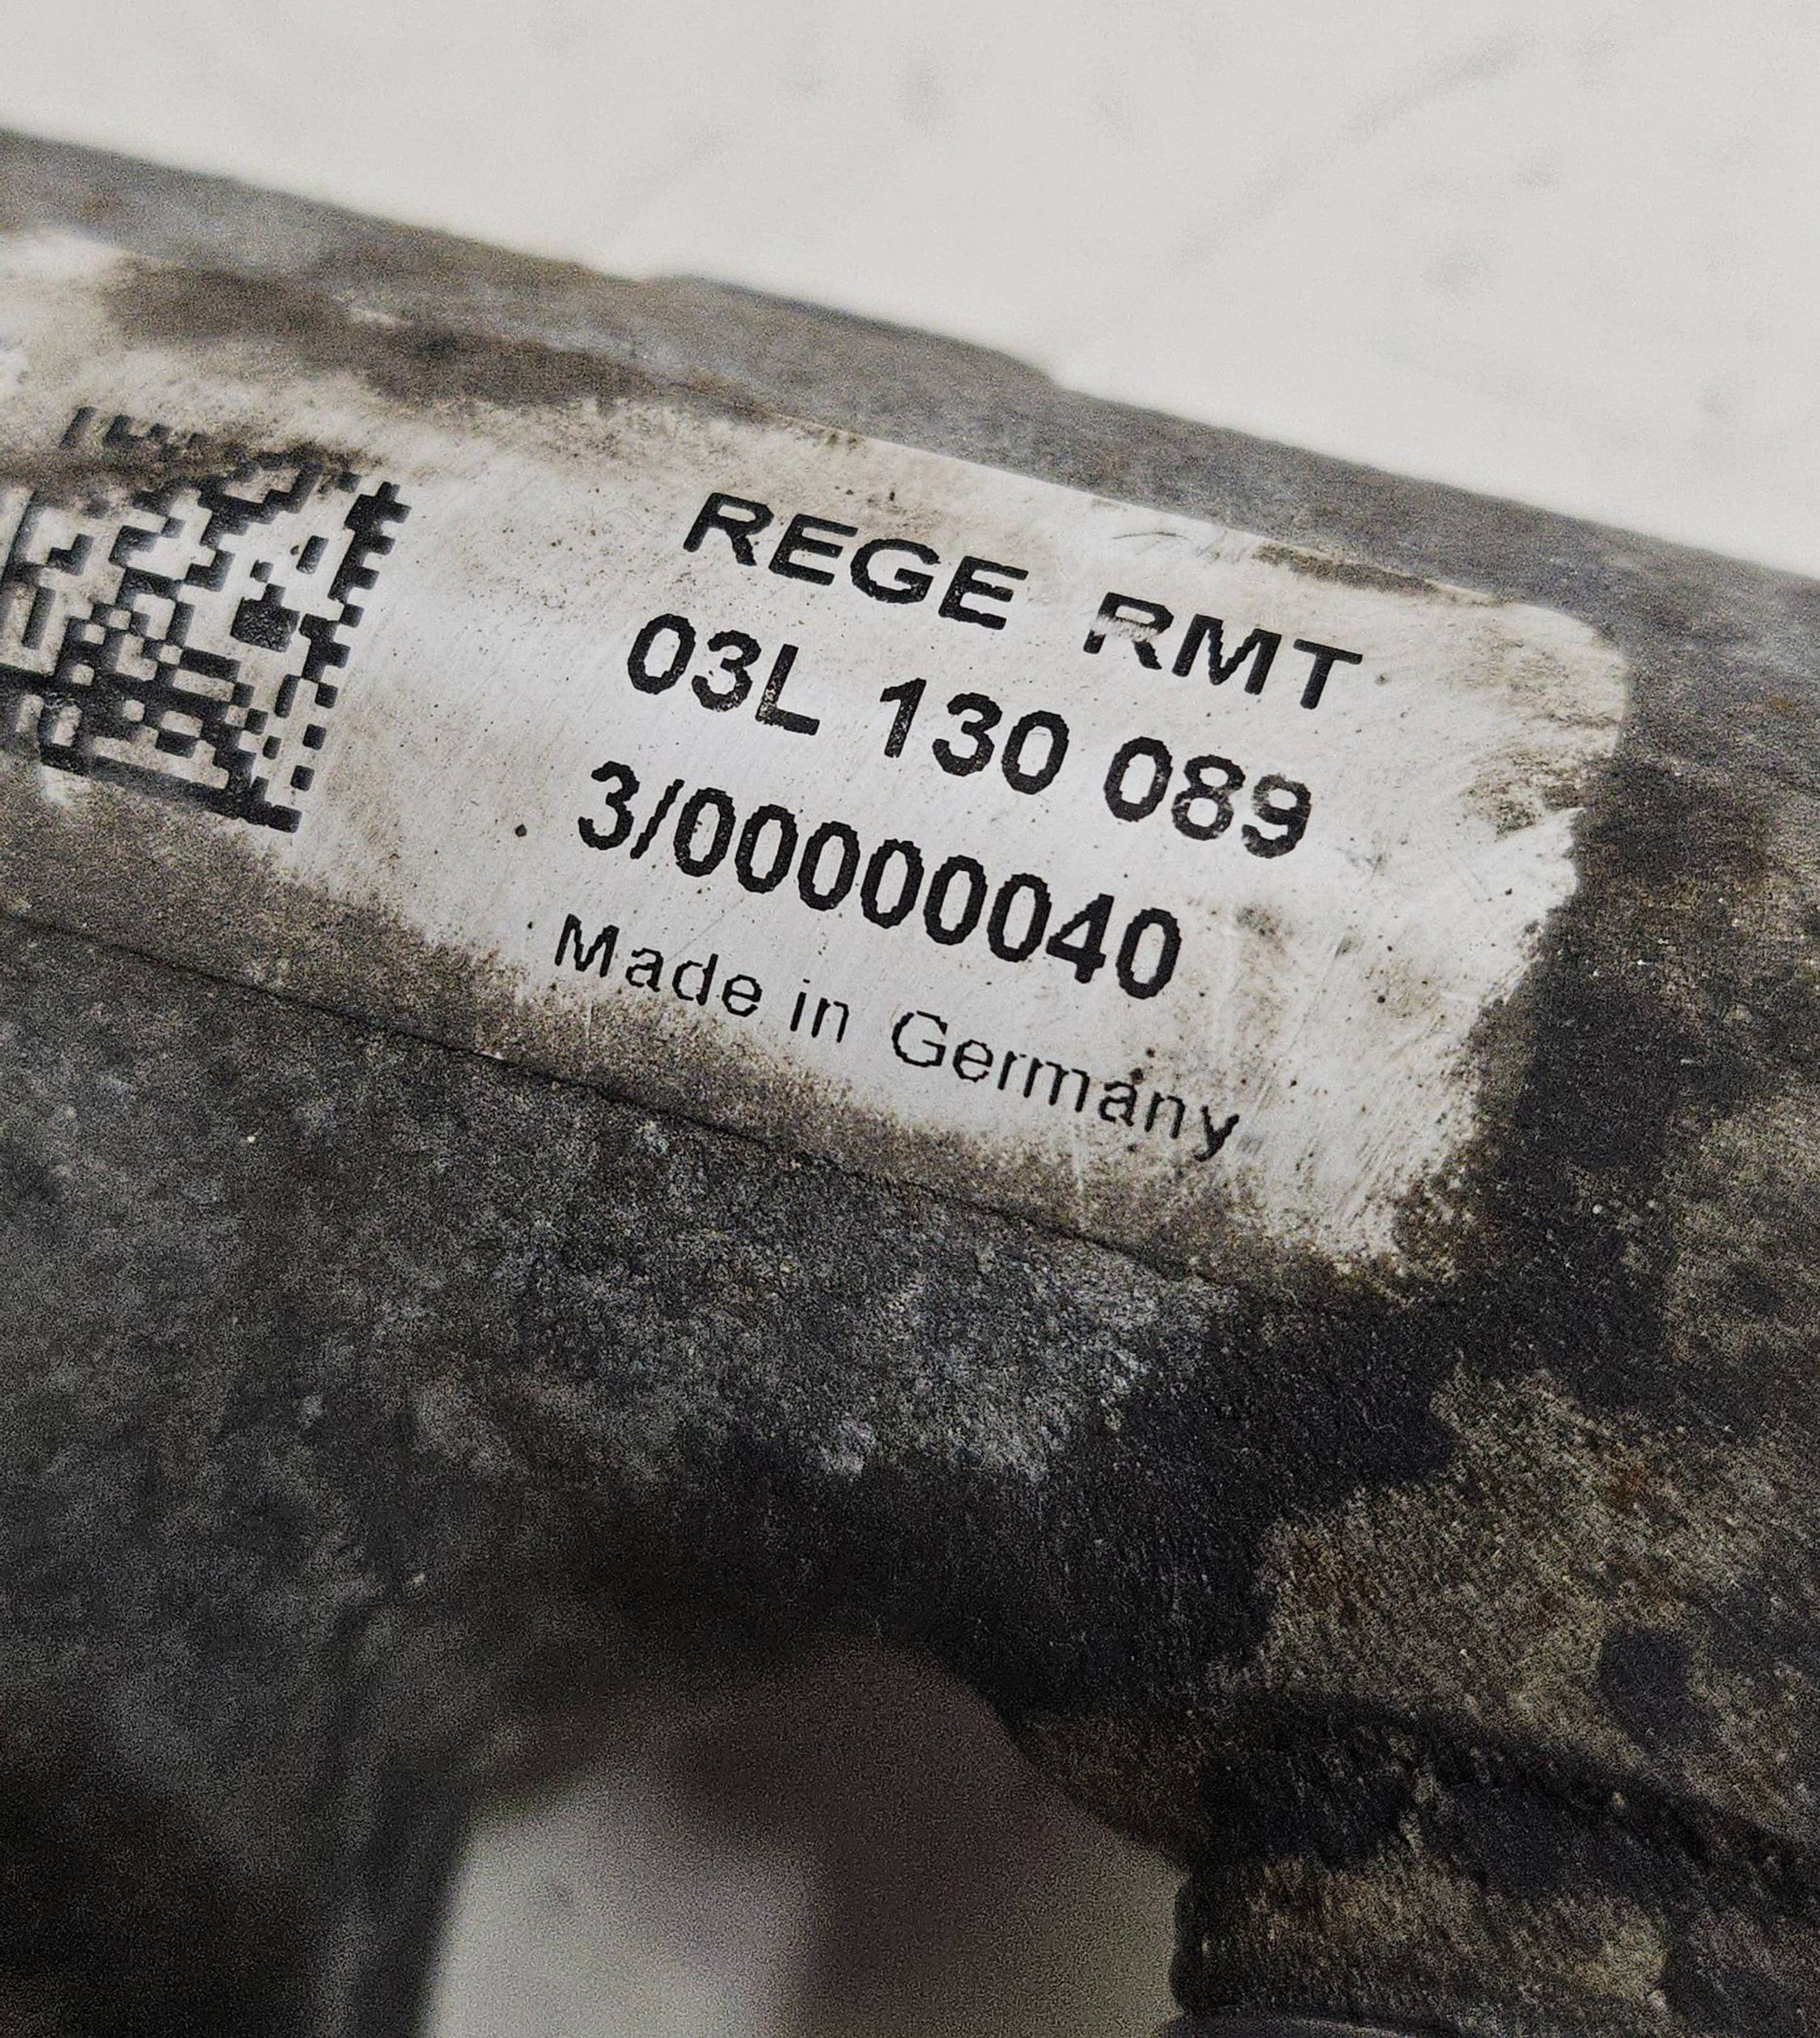 REGE RMT
03L 130 089
3/00000040
Made in Germany